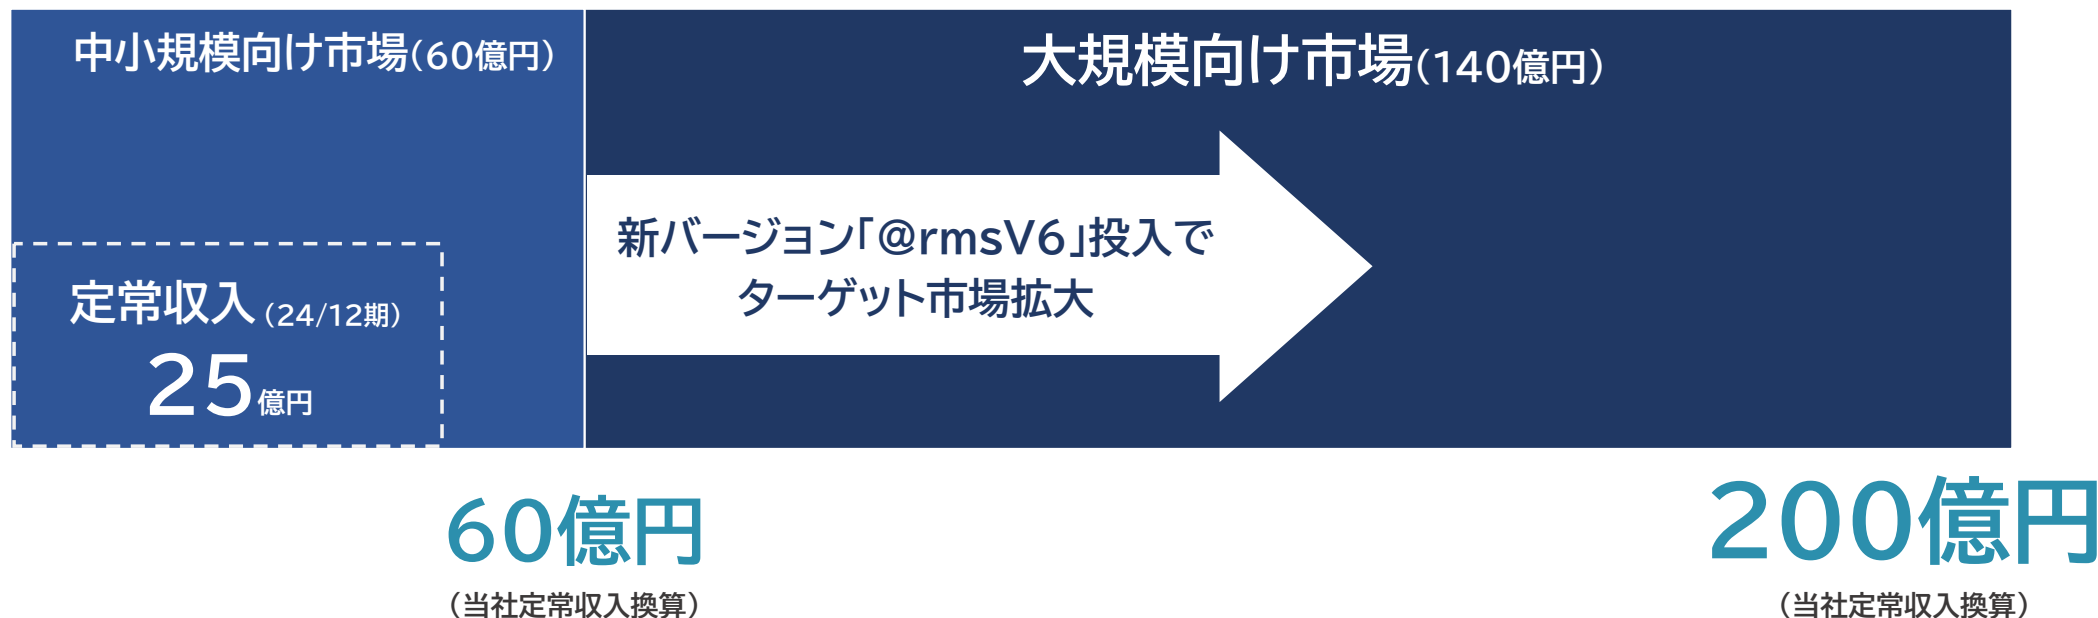 中小規模向け市場(60億円)
大規模向け市場(140億円)
新バージョン「@rmsV6」投入で
ターゲット市場拡大
定常収入(24/12期)
25億円
60億円
(当社定常収入換算)
200億円
(当社定常収入換算)